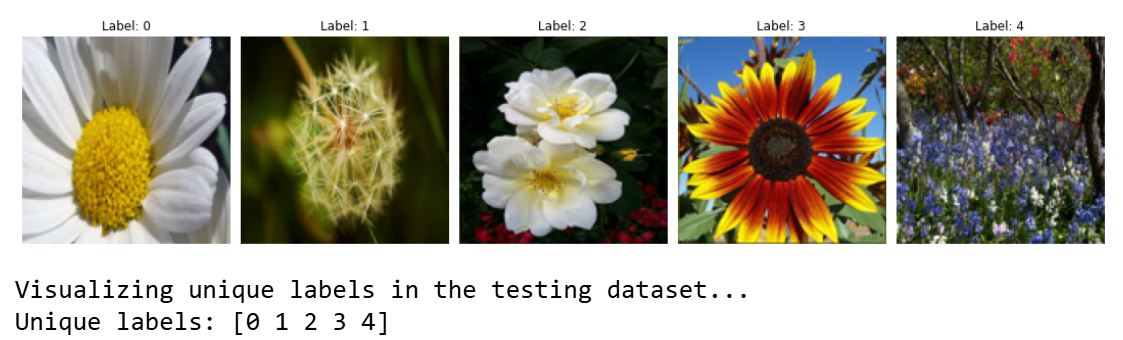 Label: 0 Label: 1 Label: 2 Label: 3 Label: 4
Visualizing unique labels in the testing dataset...
Unique labels: [0 1 2 3 4]